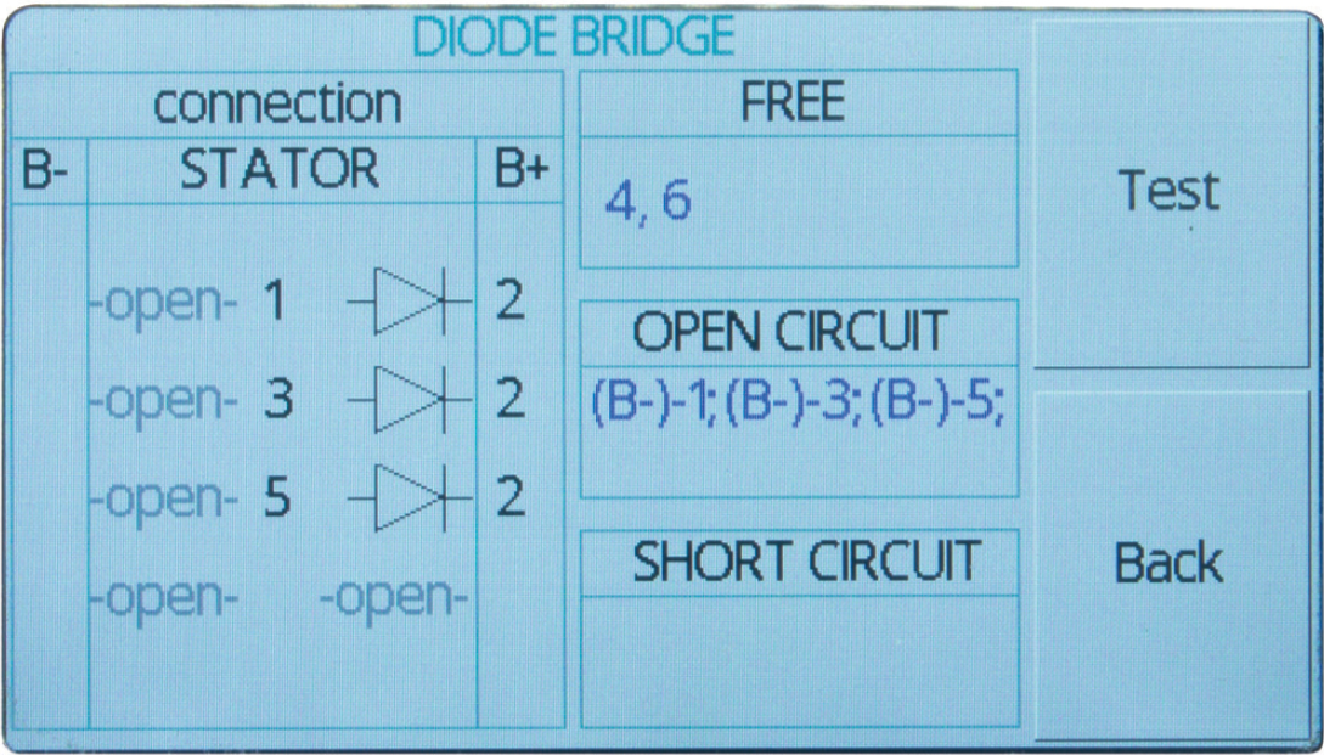 DIODE BRIDGE
connection
B- STATOR B+
-open- 1 2
-open- 3 2
-open- 5 2
-open- -open-
FREE
4, 6
OPEN CIRCUIT
(B-)-1; (B-)-3; (B-)-5;
SHORT CIRCUIT
Test
Back